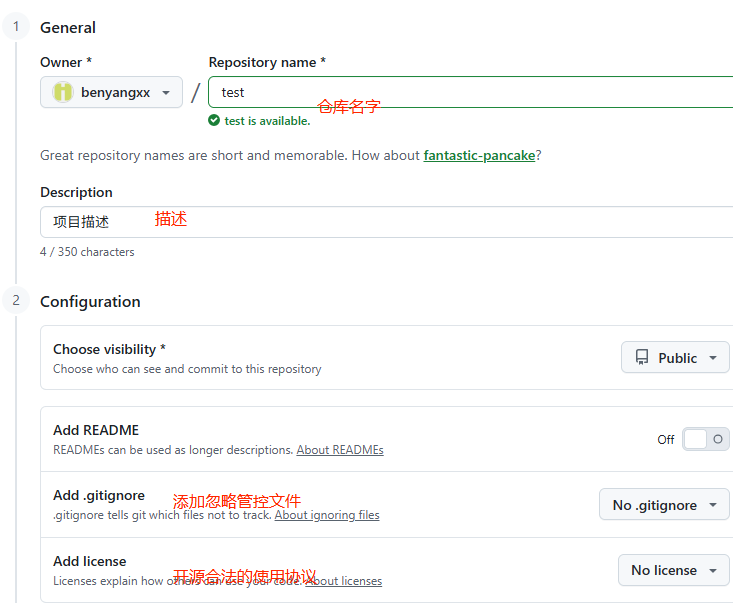 1 General
Owner * Repository name *
benyangxx / test
仓库名字
test is available.
Great repository names are short and memorable. How about fantastic-pancake?
Description
项目描述 描述
4 / 350 characters
2 Configuration
Choose visibility *
Choose who can see and commit to this repository
Public
Add README
READMEs can be used as longer descriptions. About READMEs
Off
Add .gitignore
添加忽略管控文件
.gitignore tells git which files not to track. About ignoring files
No .gitignore
Add license
开源合法的使用协议
Licenses explain how others can use your code. About licenses
No license